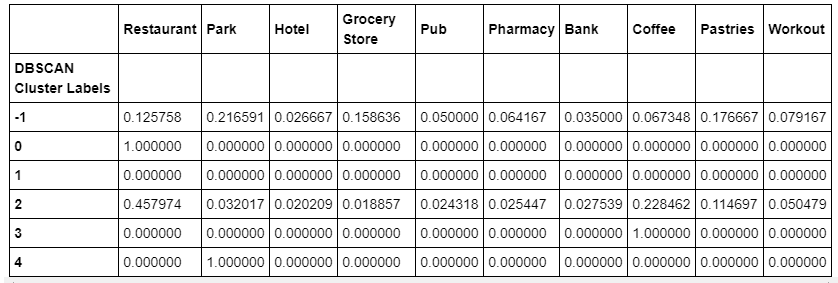 Restaurant Park Hotel Grocery Store Pub Pharmacy Bank Coffee Pastries Workout
DBSCAN Cluster Labels
-1 0.125758 0.216591 0.026667 0.158636 0.050000 0.064167 0.035000 0.067348 0.176667 0.079167
0 1.000000 0.000000 0.000000 0.000000 0.000000 0.000000 0.000000 0.000000 0.000000 0.000000
1 0.000000 0.000000 0.000000 0.000000 0.000000 0.000000 0.000000 0.000000 0.000000 0.000000
2 0.457974 0.032017 0.020209 0.018857 0.024318 0.025447 0.027539 0.228462 0.114697 0.050479
3 0.000000 0.000000 0.000000 0.000000 0.000000 0.000000 0.000000 1.000000 0.000000 0.000000
4 0.000000 1.000000 0.000000 0.000000 0.000000 0.000000 0.000000 0.000000 0.000000 0.000000